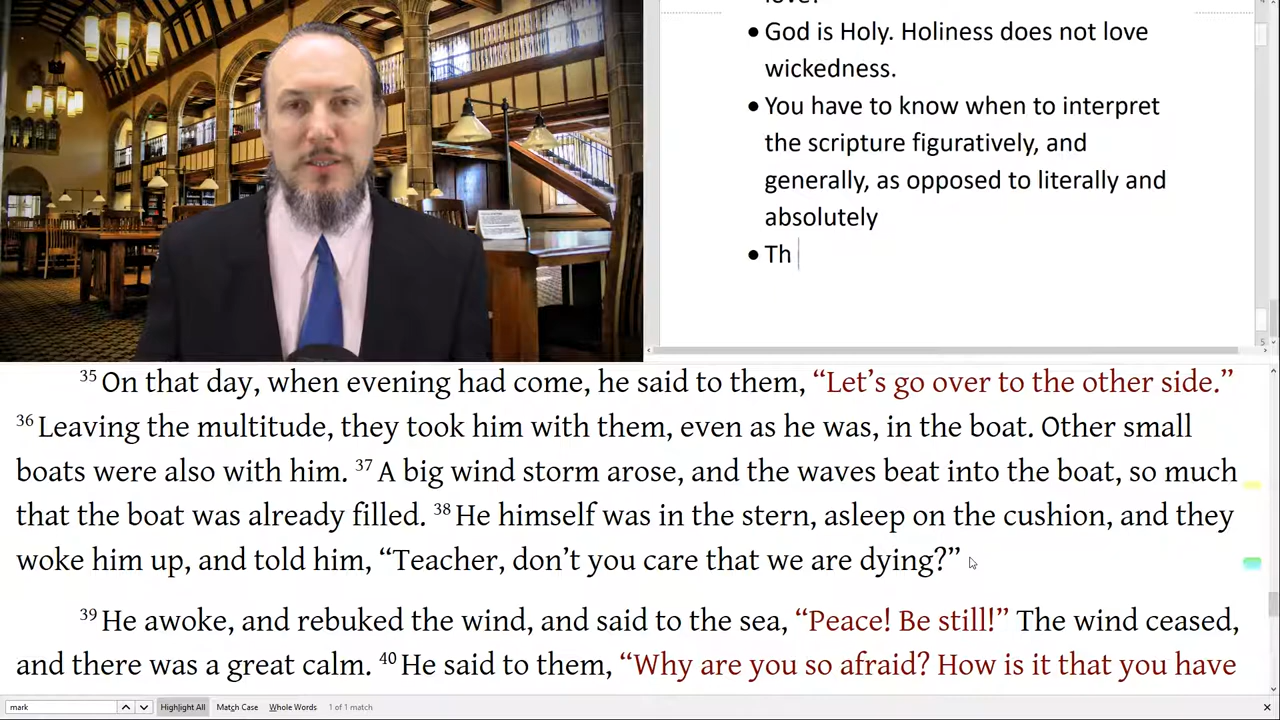 love?
• God is Holy. Holiness does not love
wickedness.
• You have to know when to interpret
the scripture figuratively, and
generally, as opposed to literally and
absolutely
• Th
35 On that day, when evening had come, he said to them, “Let’s go over to the other side.”
36 Leaving the multitude, they took him with them, even as he was, in the boat. Other small
boats were also with him. 37 A big wind storm arose, and the waves beat into the boat, so much
that the boat was already filled. 38 He himself was in the stern, asleep on the cushion, and they
woke him up, and told him, “Teacher, don’t you care that we are dying?”
39 He awoke, and rebuked the wind, and said to the sea, “Peace! Be still!” The wind ceased,
and there was a great calm. 40 He said to them, “Why are you so afraid? How is it that you have
mark Highlight All Match Case Whole Words 1 of 1 match